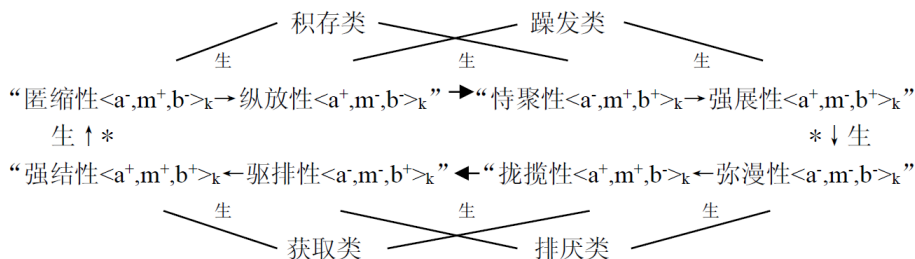 积存类 躁发类
生 生 生
“匿缩性<a⁻,m⁺,b⁻>ₖ→纵放性<a⁺,m⁻,b⁻>ₖ”→“恃聚性<a⁻,m⁺,b⁺>ₖ→强展性<a⁺,m⁻,b⁺>ₖ”
生↑* *↓生
“强结性<a⁺,m⁺,b⁺>ₖ←驱排性<a⁻,m⁻,b⁺>ₖ”←“拢揽性<a⁺,m⁺,b⁻>ₖ←弥漫性<a⁻,m⁻,b⁻>ₖ”
生 生 生
获取类 排厌类